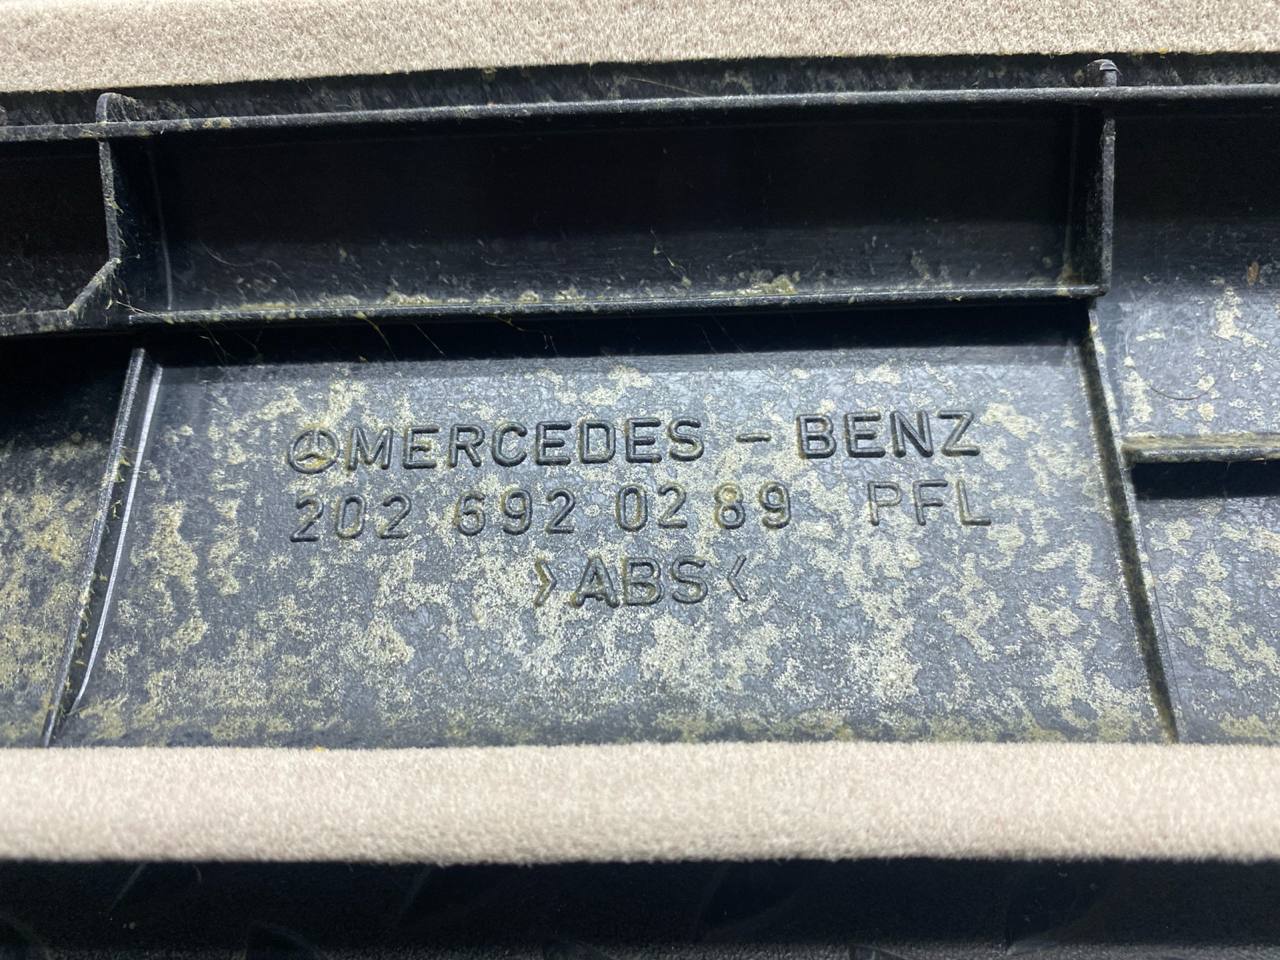 MERCEDES - BENZ
202 692 02 89 PFL
>ABS<